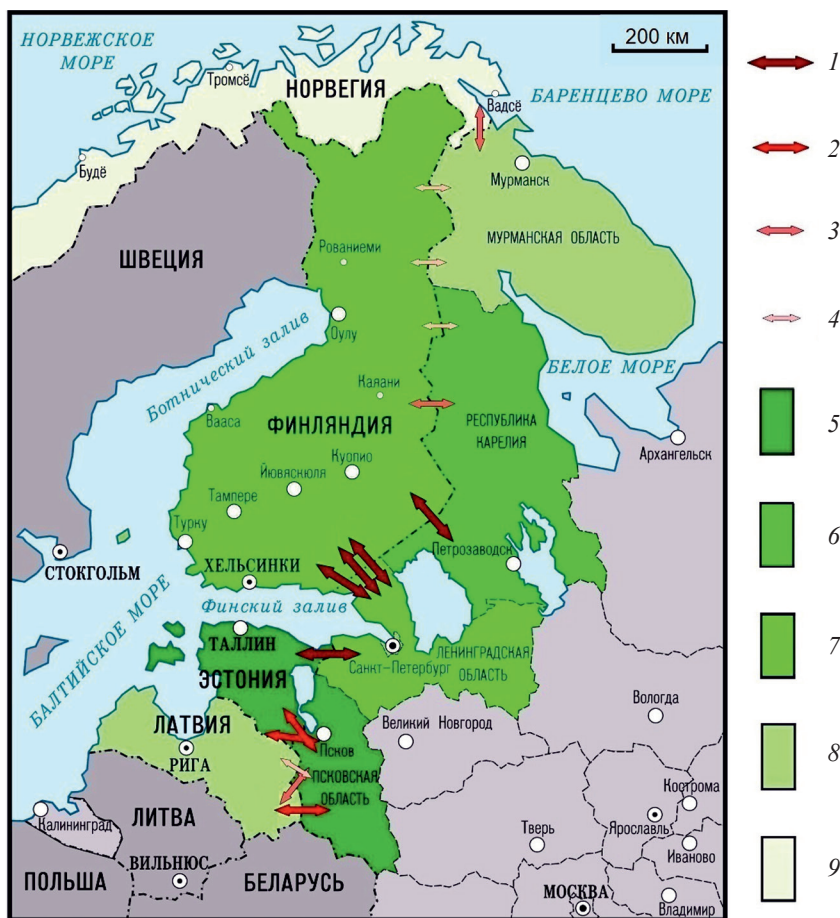 НОРВЕЖСКОЕ
МОРЕ
200 км
1
Тромсё
НОРВЕГИЯ
Вадсё
БАРЕНЦЕВО МОРЕ
2
Будё
Мурманск
МУРМАНСКАЯ ОБЛАСТЬ
3
ШВЕЦИЯ
Рованиеми
Ботнический залив
Оулу
4
БЕЛОЕ МОРЕ
Каяани
Вааса
ФИНЛЯНДИЯ
РЕСПУБЛИКА
КАРЕЛИЯ
5
Архангельск
Куопио
Йювяскюля
Тампере
6
Турку
СТОКГОЛЬМ
ХЕЛЬСИНКИ
Петрозаводск
Финский залив
БАЛТИЙСКОЕ МОРЕ
ТАЛЛИН
Санкт-Петербург
ЛЕНИНГРАДСКАЯ
ОБЛАСТЬ
7
ЭСТОНИЯ
Вологда
ЛАТВИЯ
Великий Новгород
РИГА
Псков
ПСКОВСКАЯ
ОБЛАСТЬ
8
Кострома
Калининград
ЛИТВА
Тверь
Ярославль
Иваново
ВИЛЬНЮС
ПОЛЬША
БЕЛАРУСЬ
МОСКВА
Владимир
9